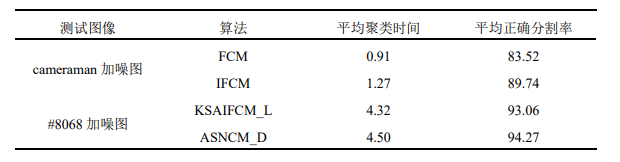 测试图像 算法 平均聚类时间 平均正确分割率
cameraman 加噪图 FCM 0.91 83.52
IFCM 1.27 89.74
#8068 加噪图 KSAIFCM_L 4.32 93.06
ASNCM_D 4.50 94.27